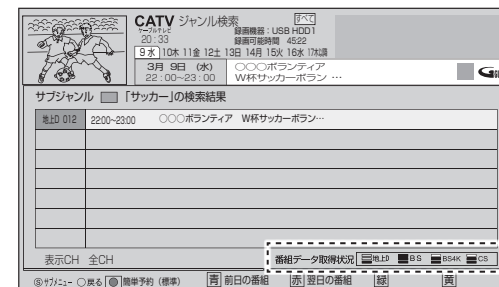 CATV ジャンル検索 すべて
ケーブルテレビ
20:33
録画機器：USB HDD1
録画可能時間 45:22
9水 10木 11金 12土 13日 14月 15火 16水 17木
3月 9日 (水)
22:00~23:00
○○○ボランティア
W杯サッカーボラン …
サブジャンル 「サッカー」の検索結果
地上D 012 22:00~23:00 ○○○ボランティア W杯サッカーボラン…
表示CH 全CH
番組データ取得状況 地上D BS BS4K CS
Ⓢサブメニュー ○戻る 簡単予約 (標準) 青 前日の番組 赤 翌日の番組 緑 黄